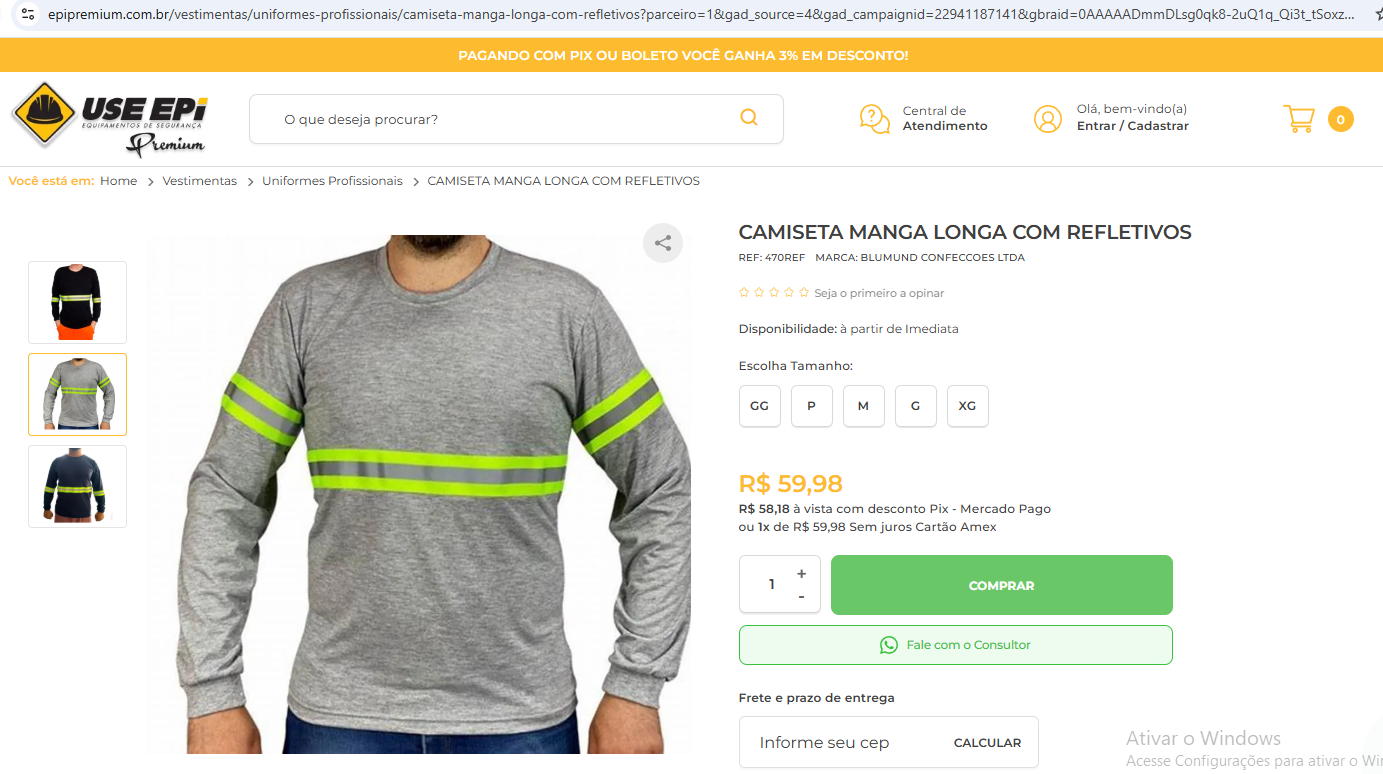 epipremium.com.br/vestimentas/uniformes-profissionais/camiseta-manga-longa-com-refletivos?parceiro=1&gad_source=4&gad_campaignid=22941187141&gbraid=0AAAAADmmDLsg0qk8-2uQ1q_Qi3t_tSoxz...
PAGANDO COM PIX OU BOLETO VOCÊ GANHA 3% EM DESCONTO!
USE EPi
EQUIPAMENTOS DE SEGURANÇA
Premium
O que deseja procurar?
Central de
Atendimento
Olá, bem-vindo(a)
Entrar / Cadastrar
0
Você está em: Home > Vestimentas > Uniformes Profissionais > CAMISETA MANGA LONGA COM REFLETIVOS
CAMISETA MANGA LONGA COM REFLETIVOS
REF: 470REF MARCA: BLUMUND CONFECCOES LTDA
Seja o primeiro a opinar
Disponibilidade: à partir de Imediata
Escolha Tamanho:
GG P M G XG
R$ 59,98
R$ 58,18 à vista com desconto Pix - Mercado Pago
ou 1x de R$ 59,98 Sem juros Cartão Amex
1 + -
COMPRAR
Fale com o Consultor
Frete e prazo de entrega
Informe seu cep CALCULAR
Ativar o Windows
Acesse Configurações para ativar o Wi